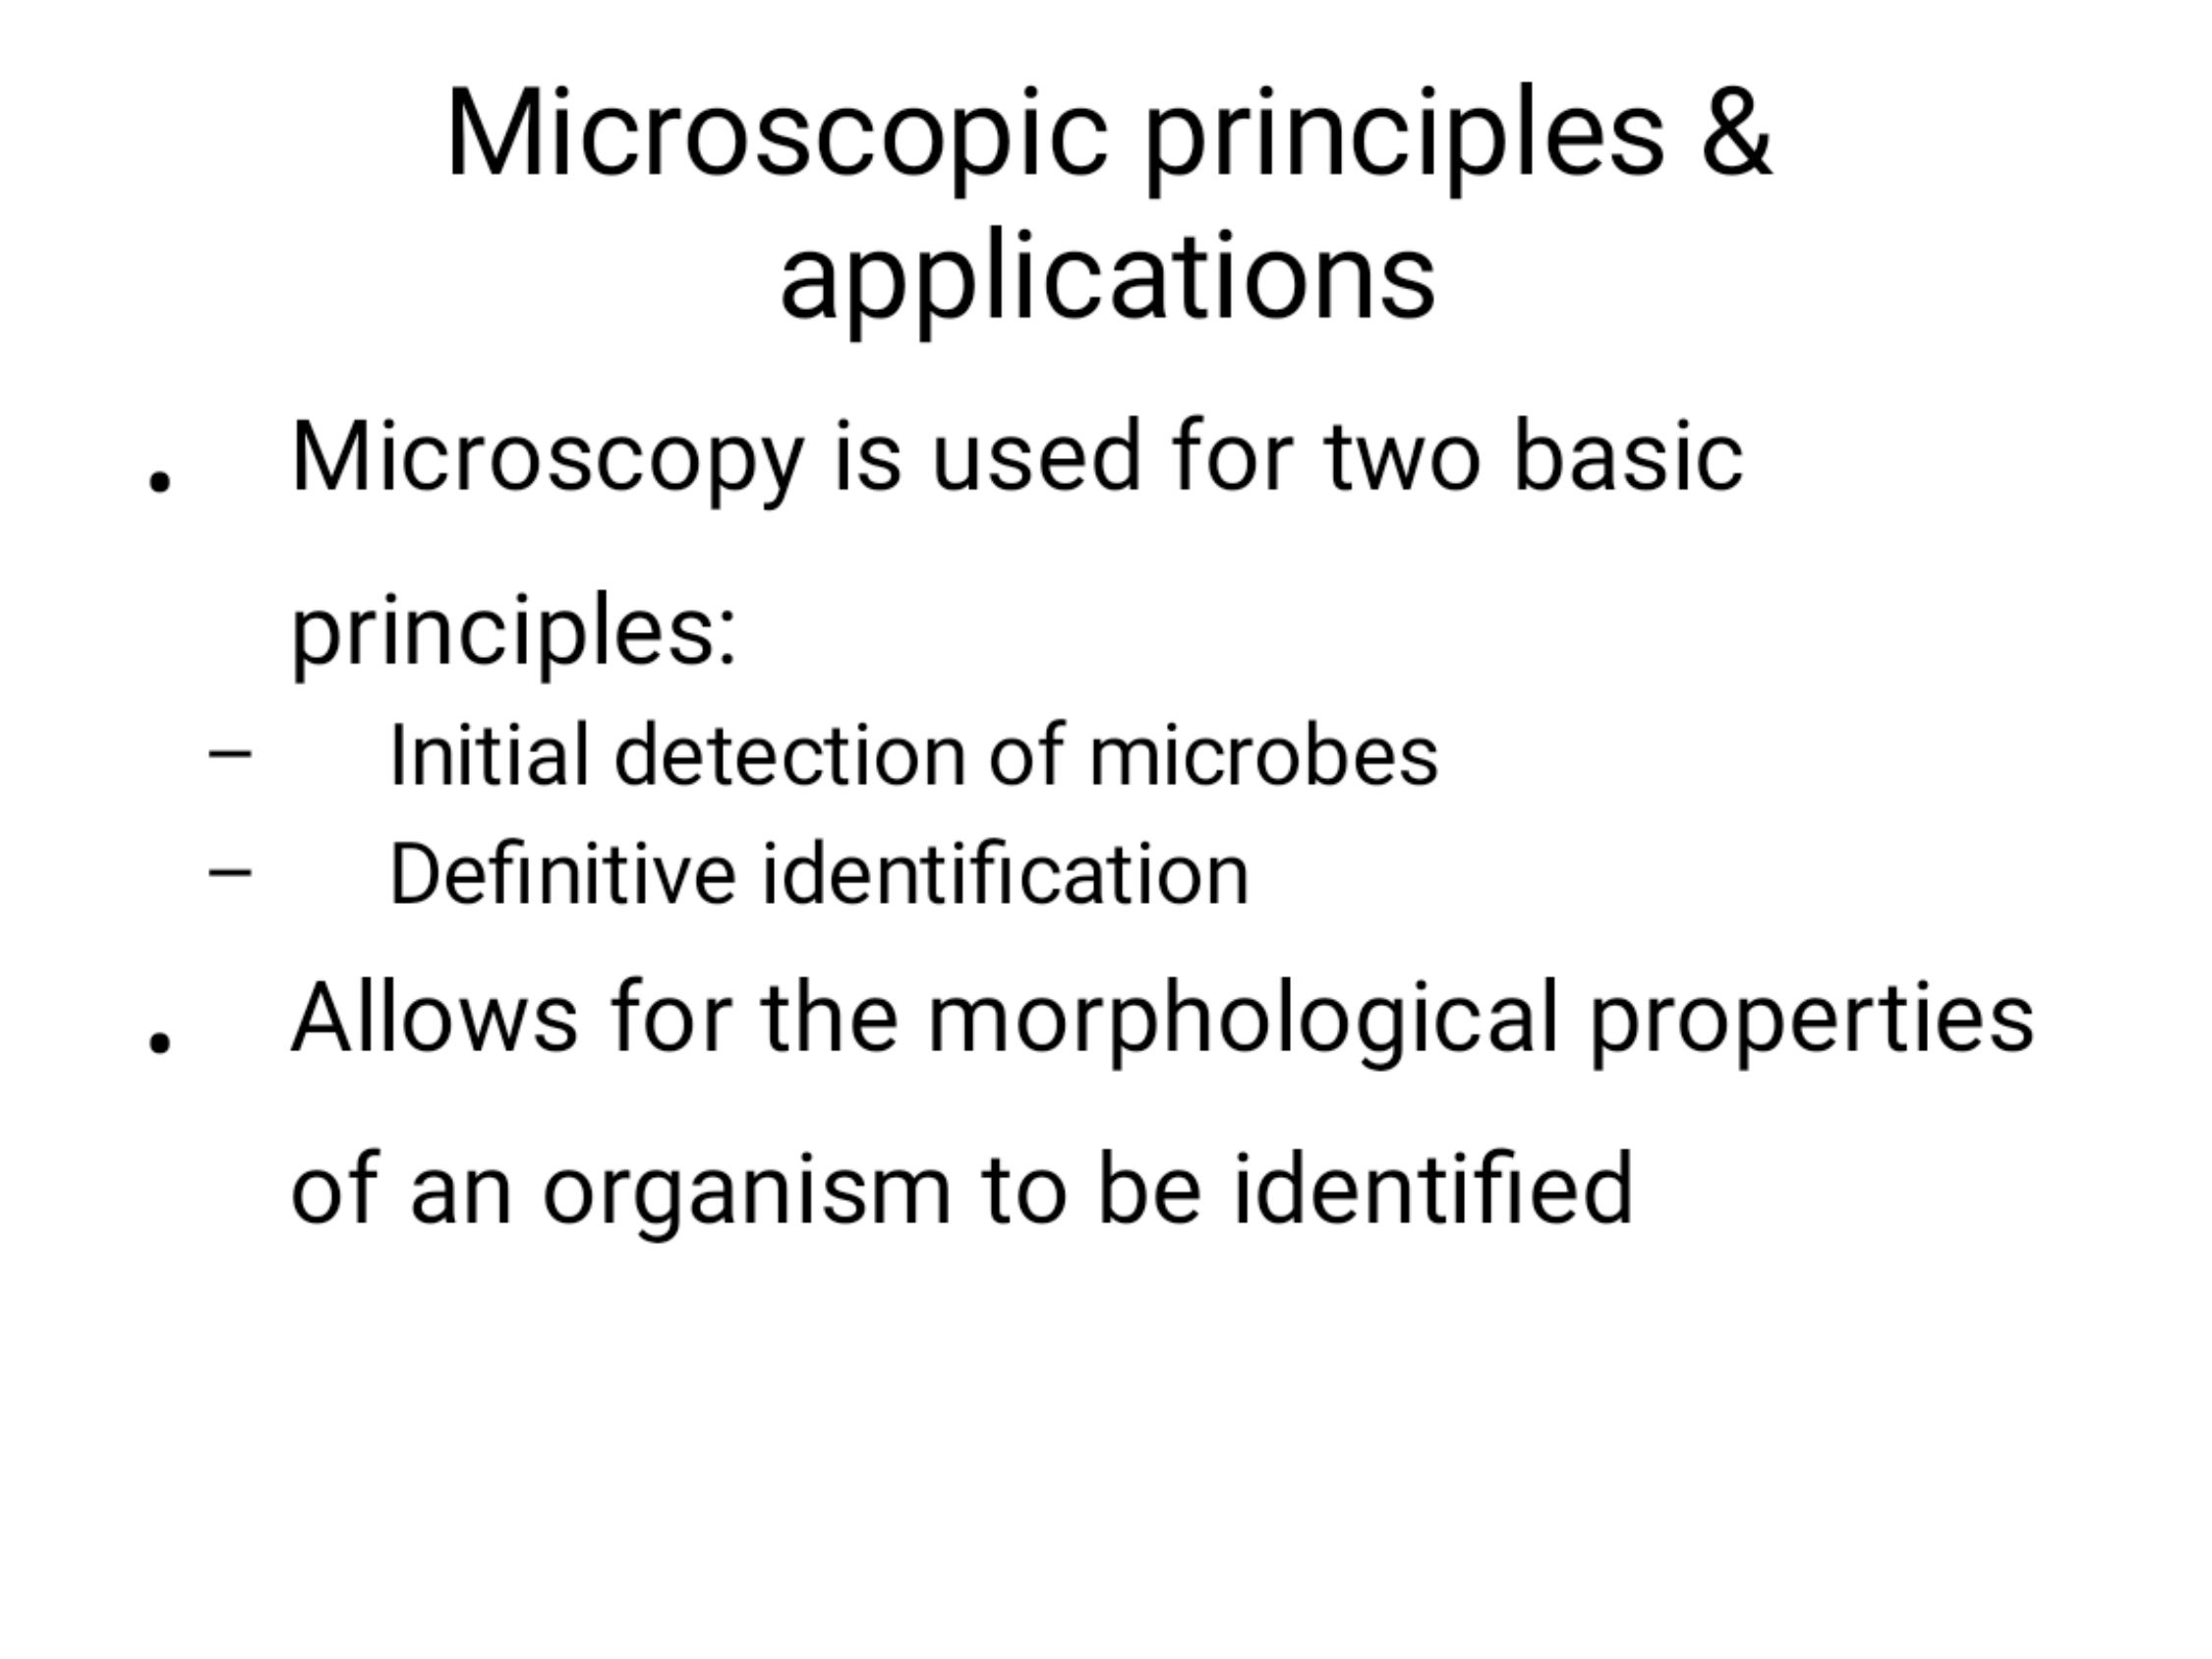 Microscopic principles &
applications
• Microscopy is used for two basic
principles:
– Initial detection of microbes
– Definitive identification
• Allows for the morphological properties
of an organism to be identified